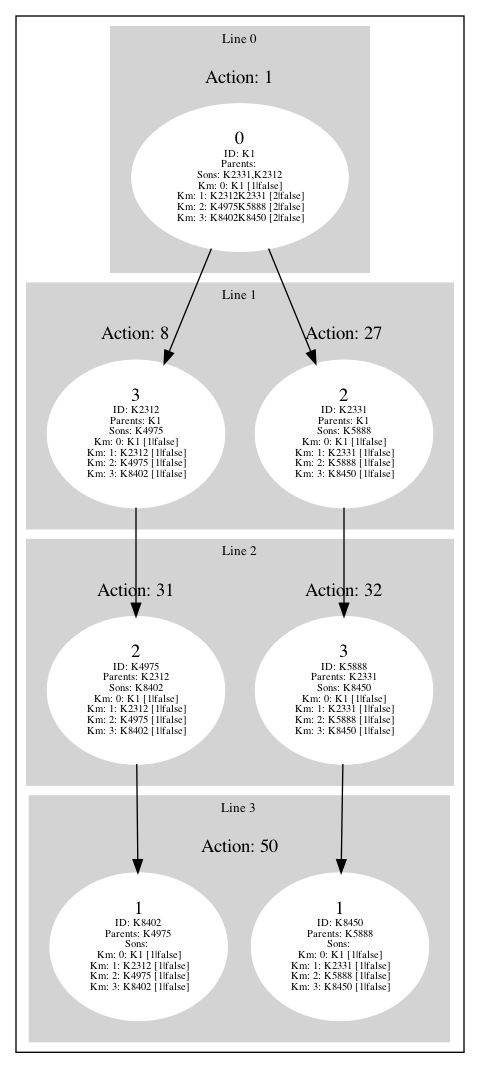 Line 0
Action: 1
0
ID: K1
Parents:
Sons: K2331,K2312
Km: 0: K1 [1|false]
Km: 1: K2312K2331 [2|false]
Km: 2: K4975K5888 [2|false]
Km: 3: K8402K8450 [2|false]
Line 1
Action: 8
3
ID: K2312
Parents: K1
Sons: K4975
Km: 0: K1 [1|false]
Km: 1: K2312 [1|false]
Km: 2: K4975 [1|false]
Km: 3: K8402 [1|false]
Action: 27
2
ID: K2331
Parents: K1
Sons: K5888
Km: 0: K1 [1|false]
Km: 1: K2331 [1|false]
Km: 2: K5888 [1|false]
Km: 3: K8450 [1|false]
Line 2
Action: 31
2
ID: K4975
Parents: K2312
Sons: K8402
Km: 0: K1 [1|false]
Km: 1: K2312 [1|false]
Km: 2: K4975 [1|false]
Km: 3: K8402 [1|false]
Action: 32
3
ID: K5888
Parents: K2331
Sons: K8450
Km: 0: K1 [1|false]
Km: 1: K2331 [1|false]
Km: 2: K5888 [1|false]
Km: 3: K8450 [1|false]
Line 3
Action: 50
1
ID: K8402
Parents: K4975
Sons:
Km: 0: K1 [1|false]
Km: 1: K2312 [1|false]
Km: 2: K4975 [1|false]
Km: 3: K8402 [1|false]
1
ID: K8450
Parents: K5888
Sons:
Km: 0: K1 [1|false]
Km: 1: K2331 [1|false]
Km: 2: K5888 [1|false]
Km: 3: K8450 [1|false]